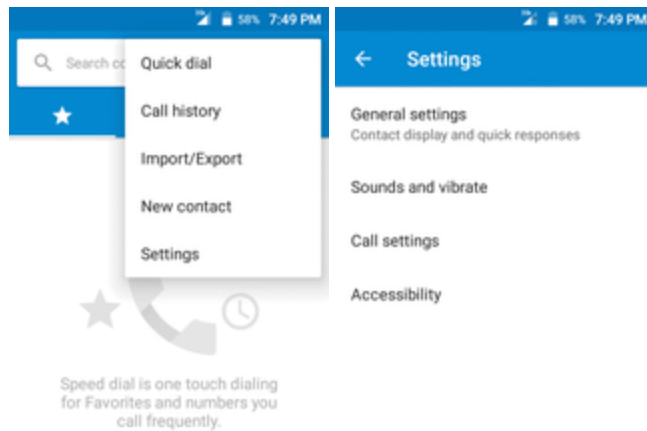 58% 7:49 PM
Search co
Quick dial
Call history
Import/Export
New contact
Settings
Speed dial is one touch dialing
for Favorites and numbers you
call frequently.
58% 7:49 PM
Settings
General settings
Contact display and quick responses
Sounds and vibrate
Call settings
Accessibility